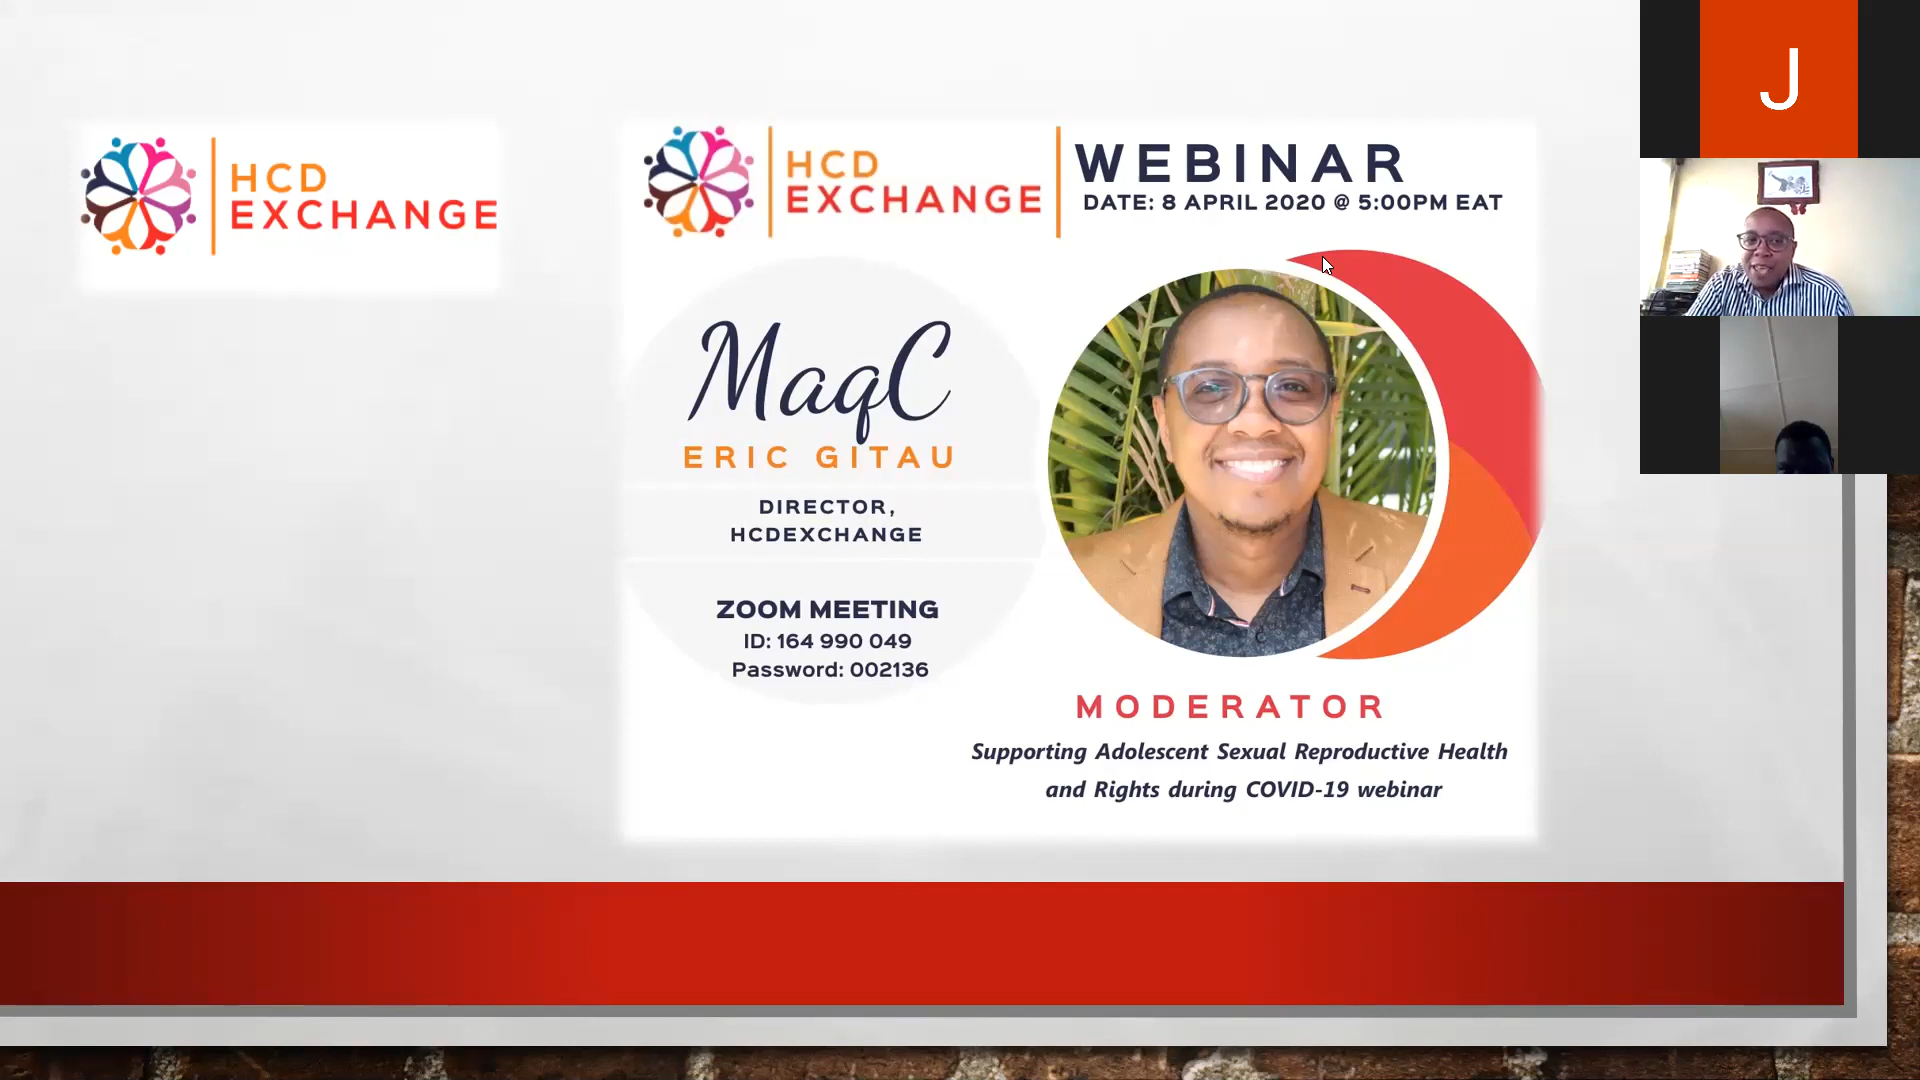 HCD
EXCHANGE
HCD
EXCHANGE
WEBINAR
DATE: 8 APRIL 2020 @ 5:00PM EAT
MaqC
ERIC GITAU
DIRECTOR,
HCDEXCHANGE
ZOOM MEETING
ID: 164 990 049
Password: 002136
MODERATOR
Supporting Adolescent Sexual Reproductive Health
and Rights during COVID-19 webinar
J